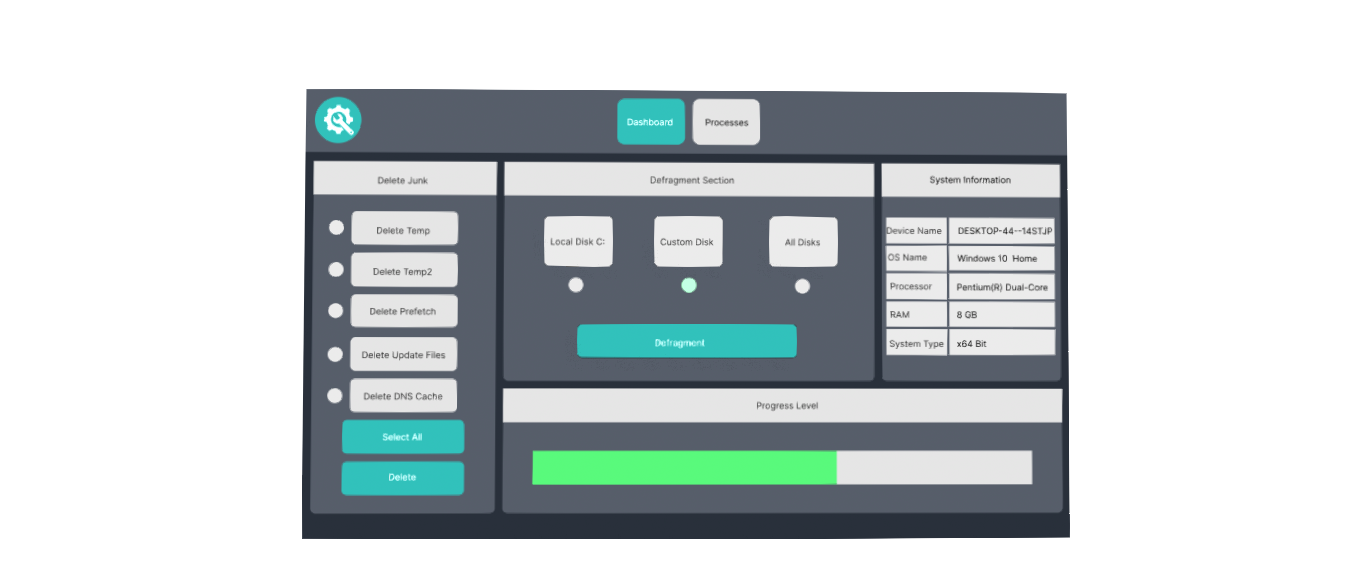 Dashboard
Processes
Delete Junk
Delete Temp
Delete Temp2
Delete Prefetch
Delete Update Files
Delete DNS Cache
Select All
Delete
Defragment Section
Local Disk C:
Custom Disk
All Disks
Defragment
System Information
Device Name DESKTOP-44--14STJP
OS Name Windows 10 Home
Processor Pentium(R) Dual-Core
RAM 8 GB
System Type x64 Bit
Progress Level